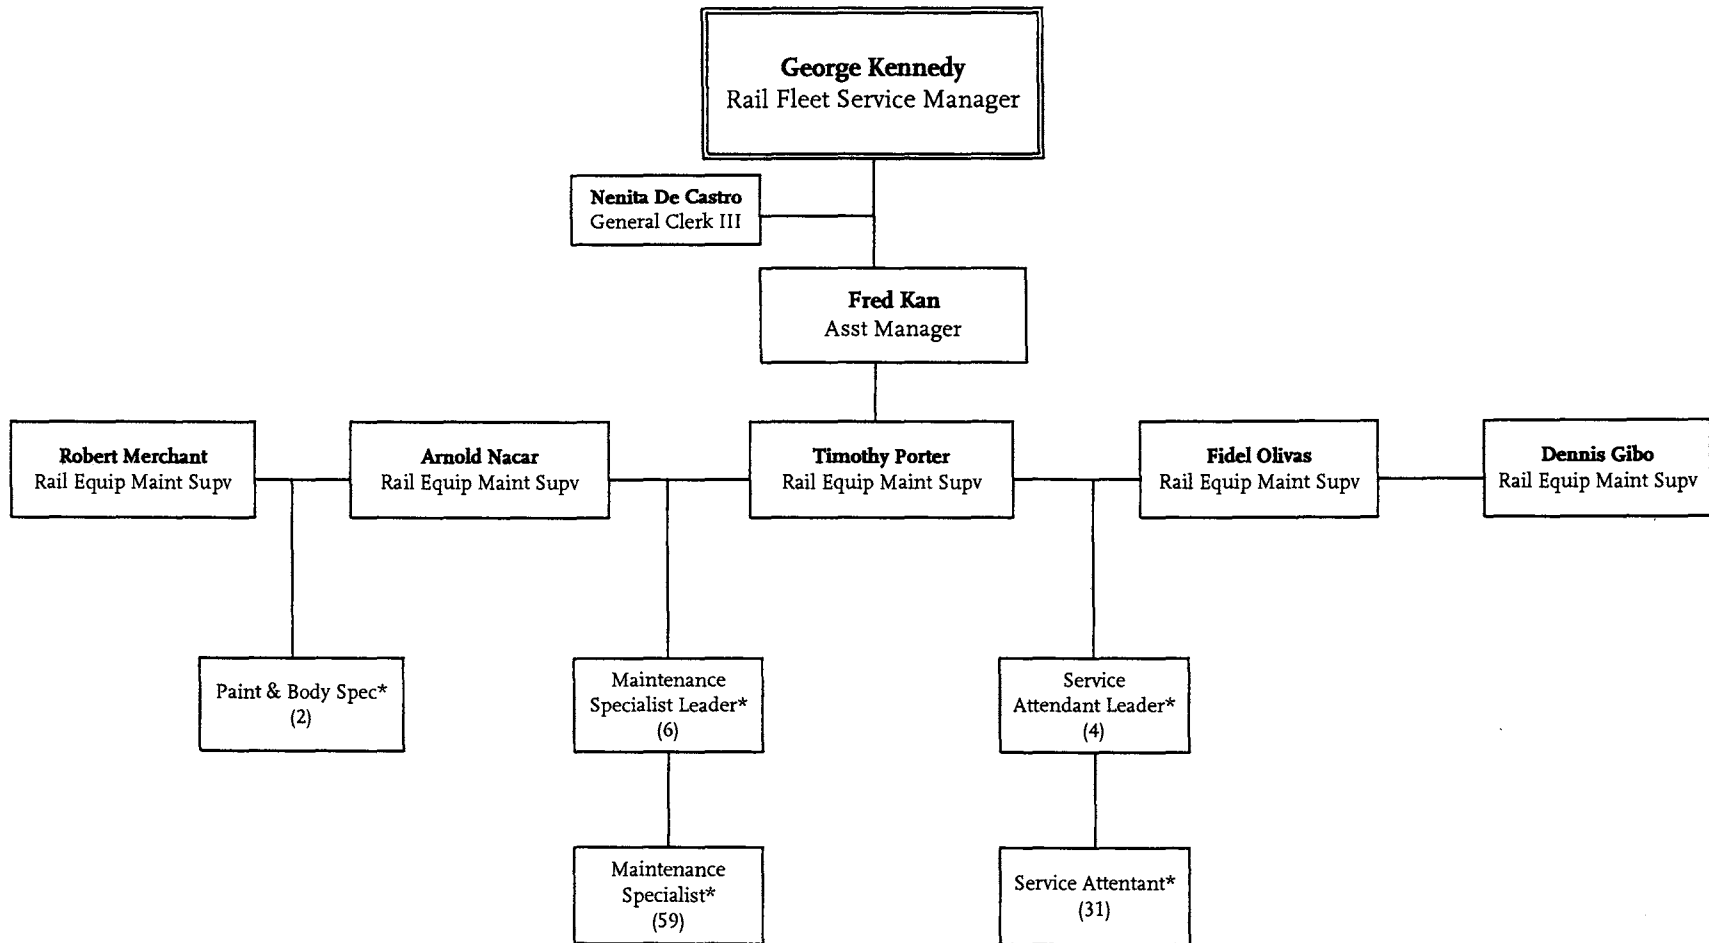 George Kennedy
Rail Fleet Service Manager
Nenita De Castro
General Clerk III
Fred Kan
Asst Manager
Robert Merchant
Rail Equip Maint Supv
Arnold Nacar
Rail Equip Maint Supv
Timothy Porter
Rail Equip Maint Supv
Fidel Olivas
Rail Equip Maint Supv
Dennis Gibo
Rail Equip Maint Supv
Paint & Body Spec*
(2)
Maintenance
Specialist Leader*
(6)
Service
Attendant Leader*
(4)
Maintenance
Specialist*
(59)
Service Attentant*
(31)